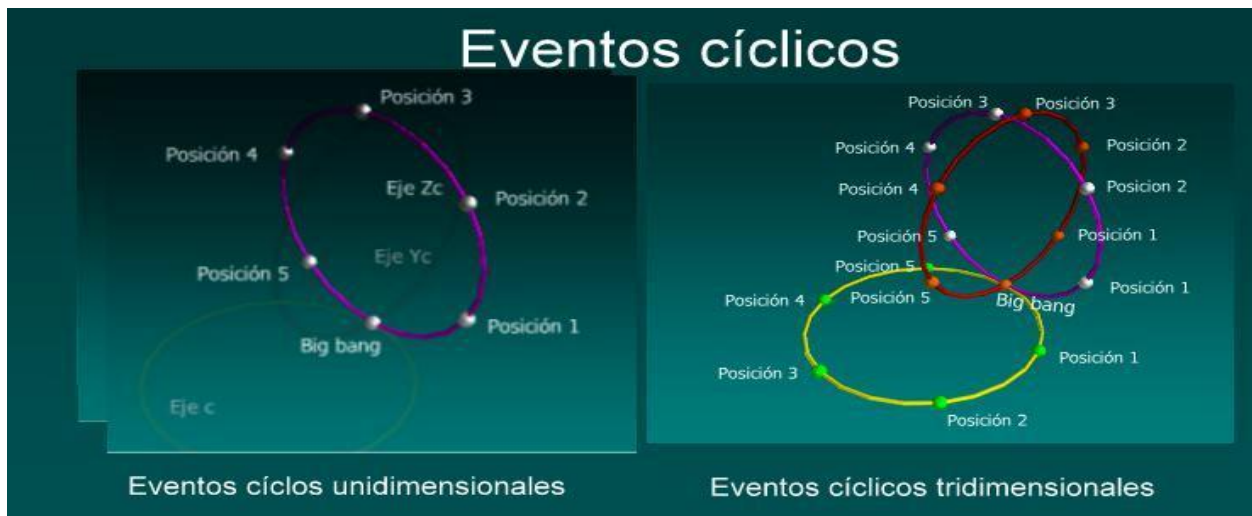 Eventos cíclicos
Posición 3
Posición 4
Eje Zc
Posición 2
Eje Yc
Posición 5
Posición 1
Big bang
Eje c
Eventos cíclos unidimensionales
Posición 3
Posición 3
Posición 4
Posición 2
Posición 4
Posicion 2
Posición 5
Posición 1
Posicion 5
Posición 4
Posición 5
Big bang
Posición 1
Posición 3
Posición 1
Posición 2
Eventos cíclicos tridimensionales